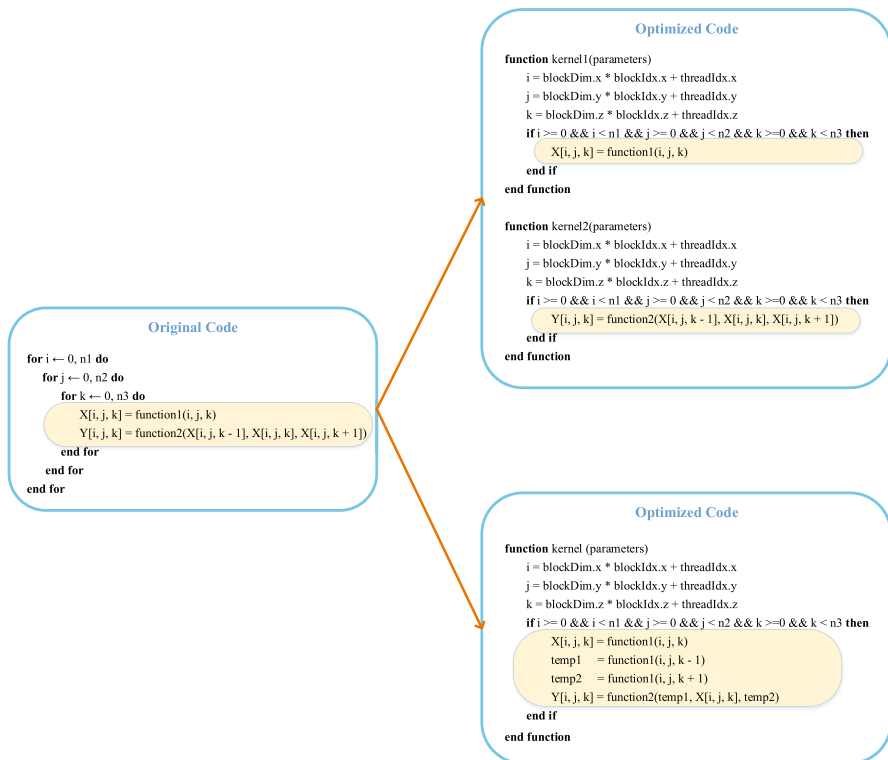 Original Code
for i ← 0, n1 do
for j ← 0, n2 do
for k ← 0, n3 do
X[i, j, k] = function1(i, j, k)
Y[i, j, k] = function2(X[i, j, k - 1], X[i, j, k], X[i, j, k + 1])
end for
end for
end for
Optimized Code
function kernel1(parameters)
i = blockDim.x * blockIdx.x + threadIdx.x
j = blockDim.y * blockIdx.y + threadIdx.y
k = blockDim.z * blockIdx.z + threadIdx.z
if i >= 0 && i < n1 && j >= 0 && j < n2 && k >=0 && k < n3 then
X[i, j, k] = function1(i, j, k)
end if
end function
function kernel2(parameters)
i = blockDim.x * blockIdx.x + threadIdx.x
j = blockDim.y * blockIdx.y + threadIdx.y
k = blockDim.z * blockIdx.z + threadIdx.z
if i >= 0 && i < n1 && j >= 0 && j < n2 && k >=0 && k < n3 then
Y[i, j, k] = function2(X[i, j, k - 1], X[i, j, k], X[i, j, k + 1])
end if
end function
Optimized Code
function kernel (parameters)
i = blockDim.x * blockIdx.x + threadIdx.x
j = blockDim.y * blockIdx.y + threadIdx.y
k = blockDim.z * blockIdx.z + threadIdx.z
if i >= 0 && i < n1 && j >= 0 && j < n2 && k >=0 && k < n3 then
X[i, j, k] = function1(i, j, k)
temp1 = function1(i, j, k - 1)
temp2 = function1(i, j, k + 1)
Y[i, j, k] = function2(temp1, X[i, j, k], temp2)
end if
end function